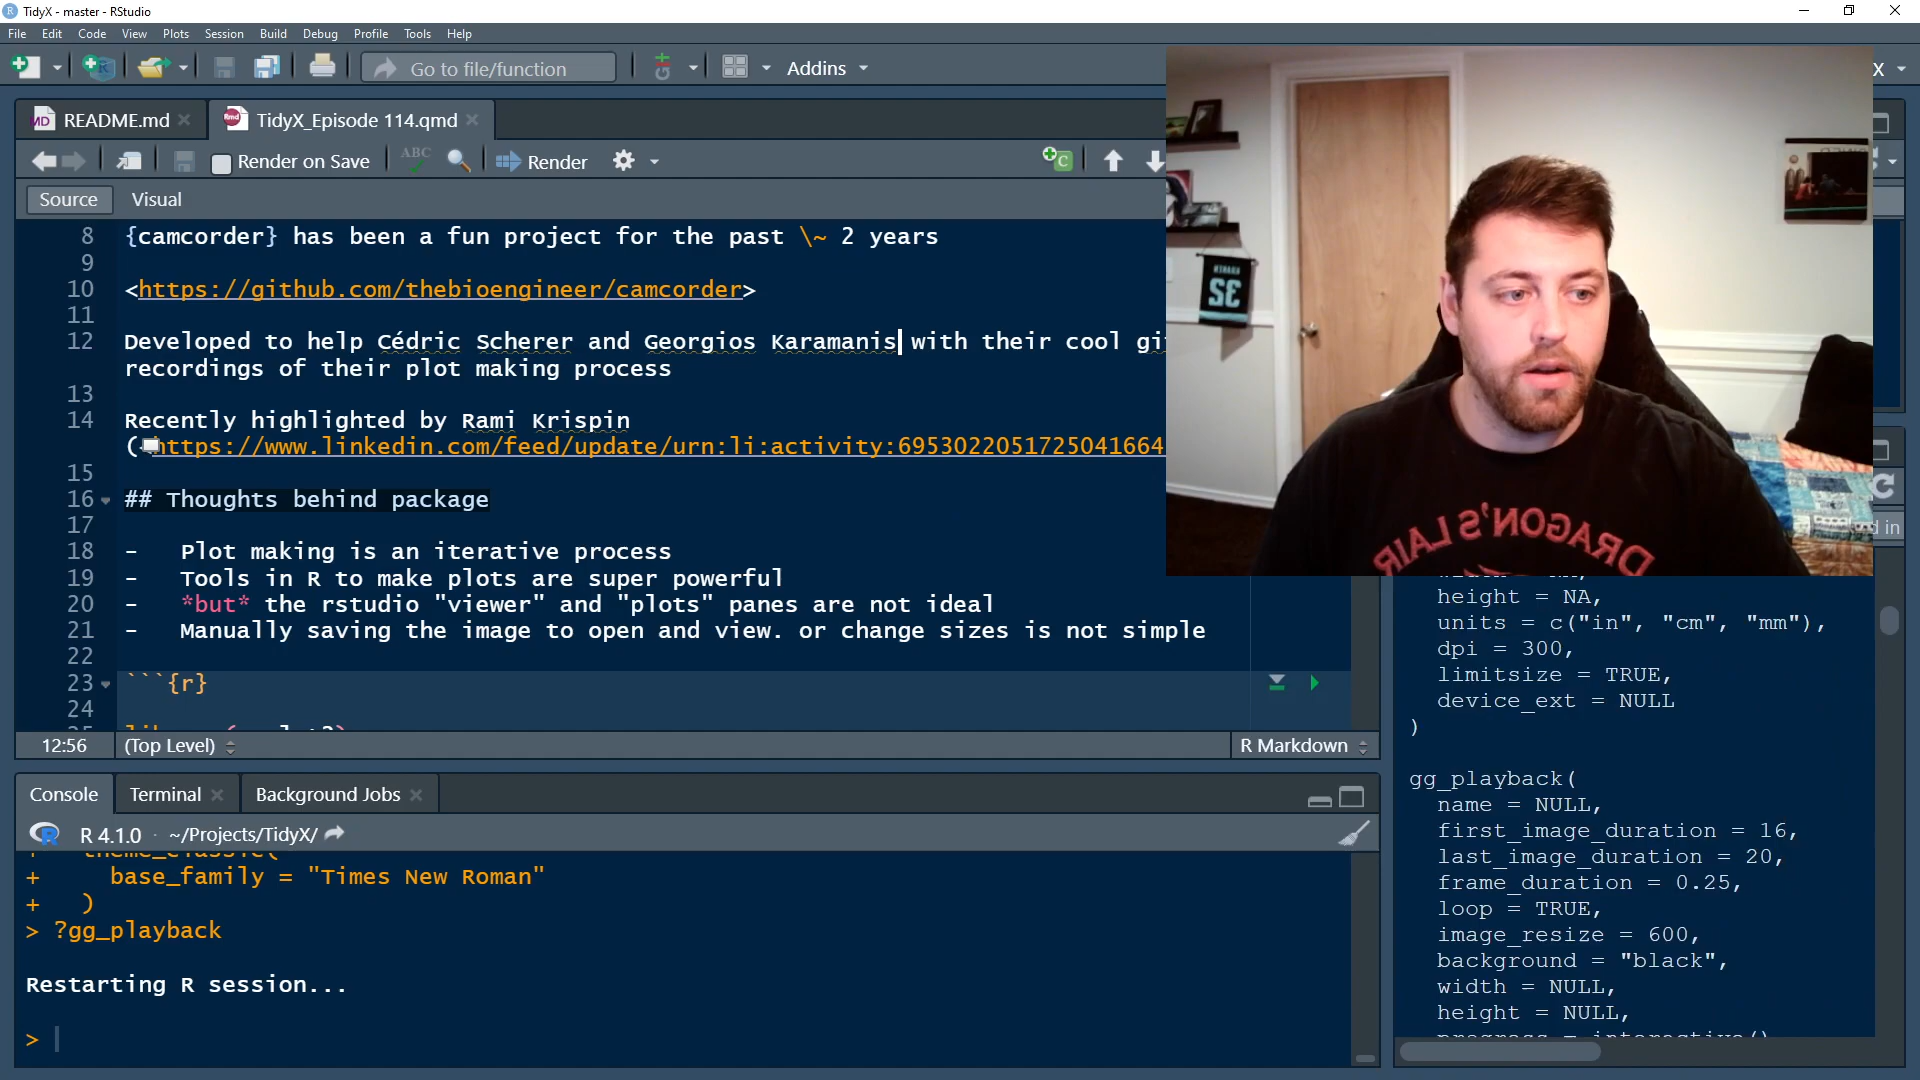 TidyX - master - RStudio
File Edit Code View Plots Session Build Debug Profile Tools Help
Go to file/function
Addins
X
README.md
TidyX_Episode 114.qmd
Render on Save
ABC
Render
Source
Visual
8 {camcorder} has been a fun project for the past \~ 2 years
9
10 <https://github.com/thebioengineer/camcorder>
11
12 Developed to help Cédric Scherer and Georgios Karamanis with their cool gi
recordings of their plot making process
13
14 Recently highlighted by Rami Krispin
(<https://www.linkedin.com/feed/update/urn:li:activity:6953022051725041664
15
16 ## Thoughts behind package
17
18 - Plot making is an iterative process
19 - Tools in R to make plots are super powerful
20 - *but* the rstudio "viewer" and "plots" panes are not ideal
21 - Manually saving the image to open and view. or change sizes is not simple
22
23 ```{r}
24
12:56 (Top Level) R Markdown
Console Terminal Background Jobs
R 4.1.0 · ~/Projects/TidyX/
+ theme_classic(
+ base_family = "Times New Roman"
+ )
> ?gg_playback
Restarting R session...
>
DRAGON'S LAIR
32
d in
height = NA,
units = c("in", "cm", "mm"),
dpi = 300,
limitsize = TRUE,
device_ext = NULL
)
gg_playback(
name = NULL,
first_image_duration = 16,
last_image_duration = 20,
frame_duration = 0.25,
loop = TRUE,
image_resize = 600,
background = "black",
width = NULL,
height = NULL,
progress = interactive()